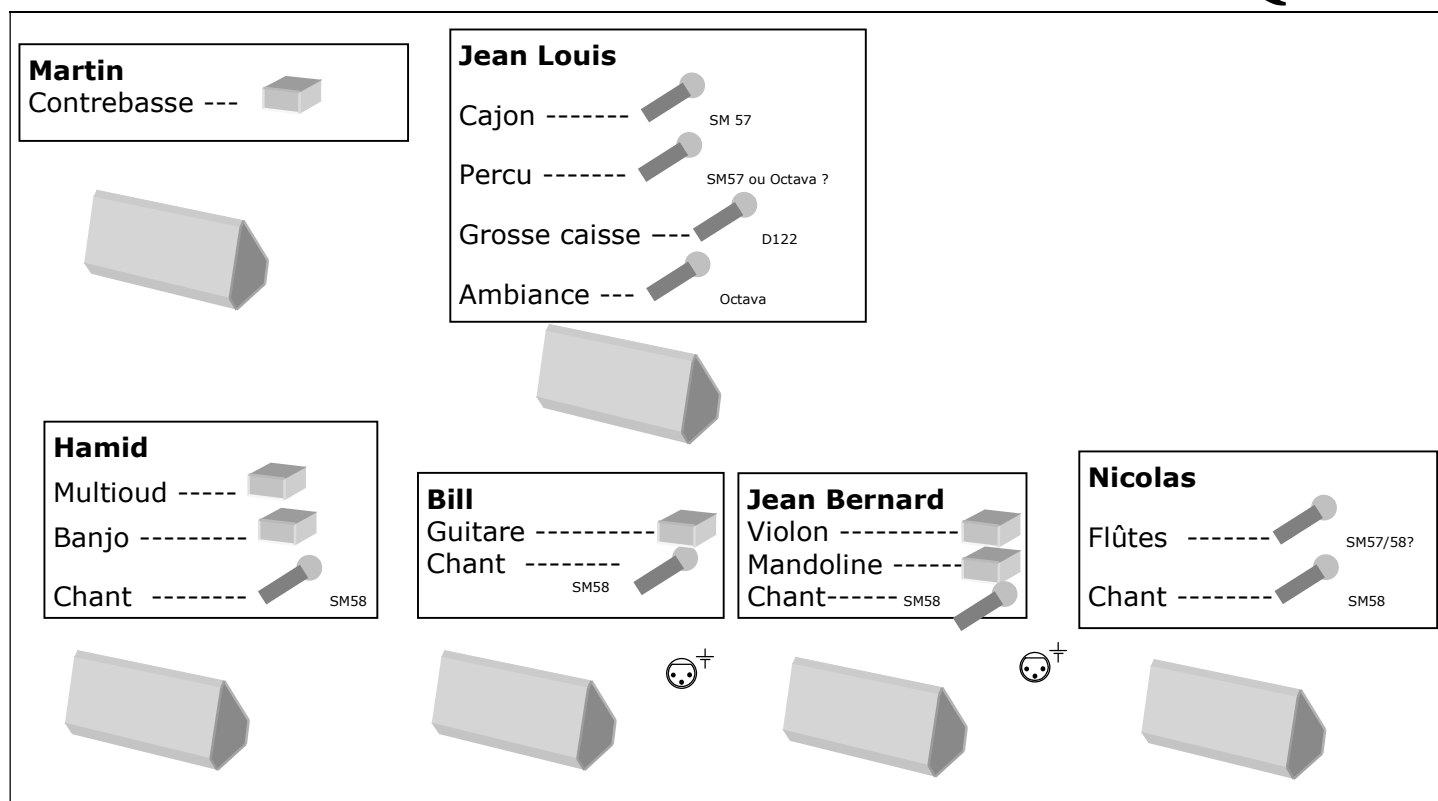 Martin
Contrebasse ---
Jean Louis
Cajon ------- SM 57
Percu ------- SM57 ou Octava ?
Grosse caisse ---- D122
Ambiance --- Octava
Hamid
Multioud -----
Banjo --------
Chant -------- SM58
Bill
Guitare ---------
Chant -------- SM58
Jean Bernard
Violon ---------
Mandoline -----
Chant------ SM58
Nicolas
Flûtes ------- SM57/58?
Chant -------- SM58